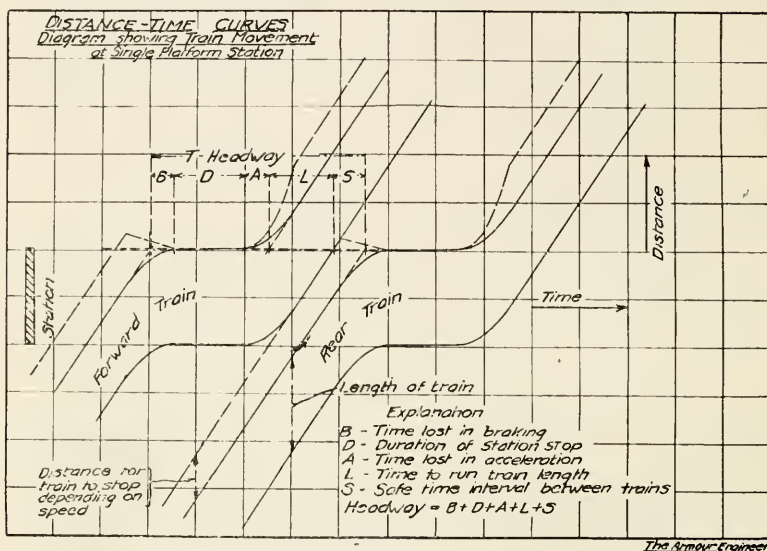 DISTANCE-TIME CURVES
Diagram showing Train Movement
at Single Platform Station
T-Headway
B D A L S
Distance
Station
Forward Train
Rear Train
Time
Length of train
Explanation
B - Time lost in braking
D - Duration of Station stop
A - Time lost in acceleration
L - Time to run train length
S - Safe time interval between trains
Headway = B+D+A+L+S
Distance for
train to stop
depending on
speed
The Armour Engineer